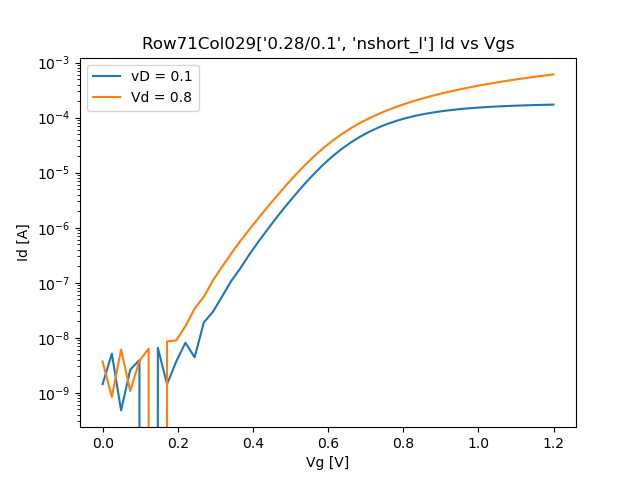 Row71Col029['0.28/0.1', 'nshort_l'] Id vs Vgs
vD = 0.1
Vd = 0.8
Id [A]
10⁻³
10⁻⁴
10⁻⁵
10⁻⁶
10⁻⁷
10⁻⁸
10⁻⁹
0.0 0.2 0.4 0.6 0.8 1.0 1.2
Vg [V]